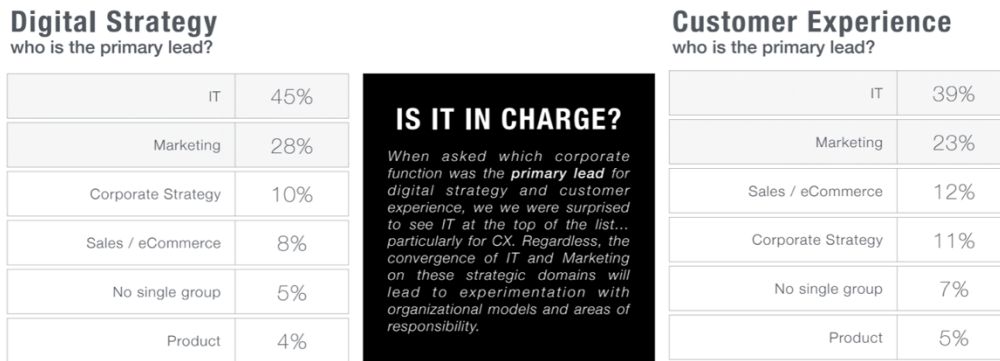 Digital Strategy
who is the primary lead?
IT 45%
Marketing 28%
Corporate Strategy 10%
Sales / eCommerce 8%
No single group 5%
Product 4%
IS IT IN CHARGE?
When asked which corporate
function was the primary lead for
digital strategy and customer
experience, we we were surprised
to see IT at the top of the list...
particularly for CX. Regardless, the
convergence of IT and Marketing
on these strategic domains will
lead to experimentation with
organizational models and areas of
responsibility.
Customer Experience
who is the primary lead?
IT 39%
Marketing 23%
Sales / eCommerce 12%
Corporate Strategy 11%
No single group 7%
Product 5%